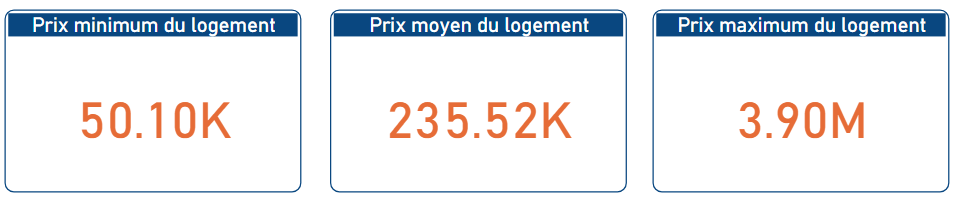 Prix minimum du logement
50.10K
Prix moyen du logement
235.52K
Prix maximum du logement
3.90M